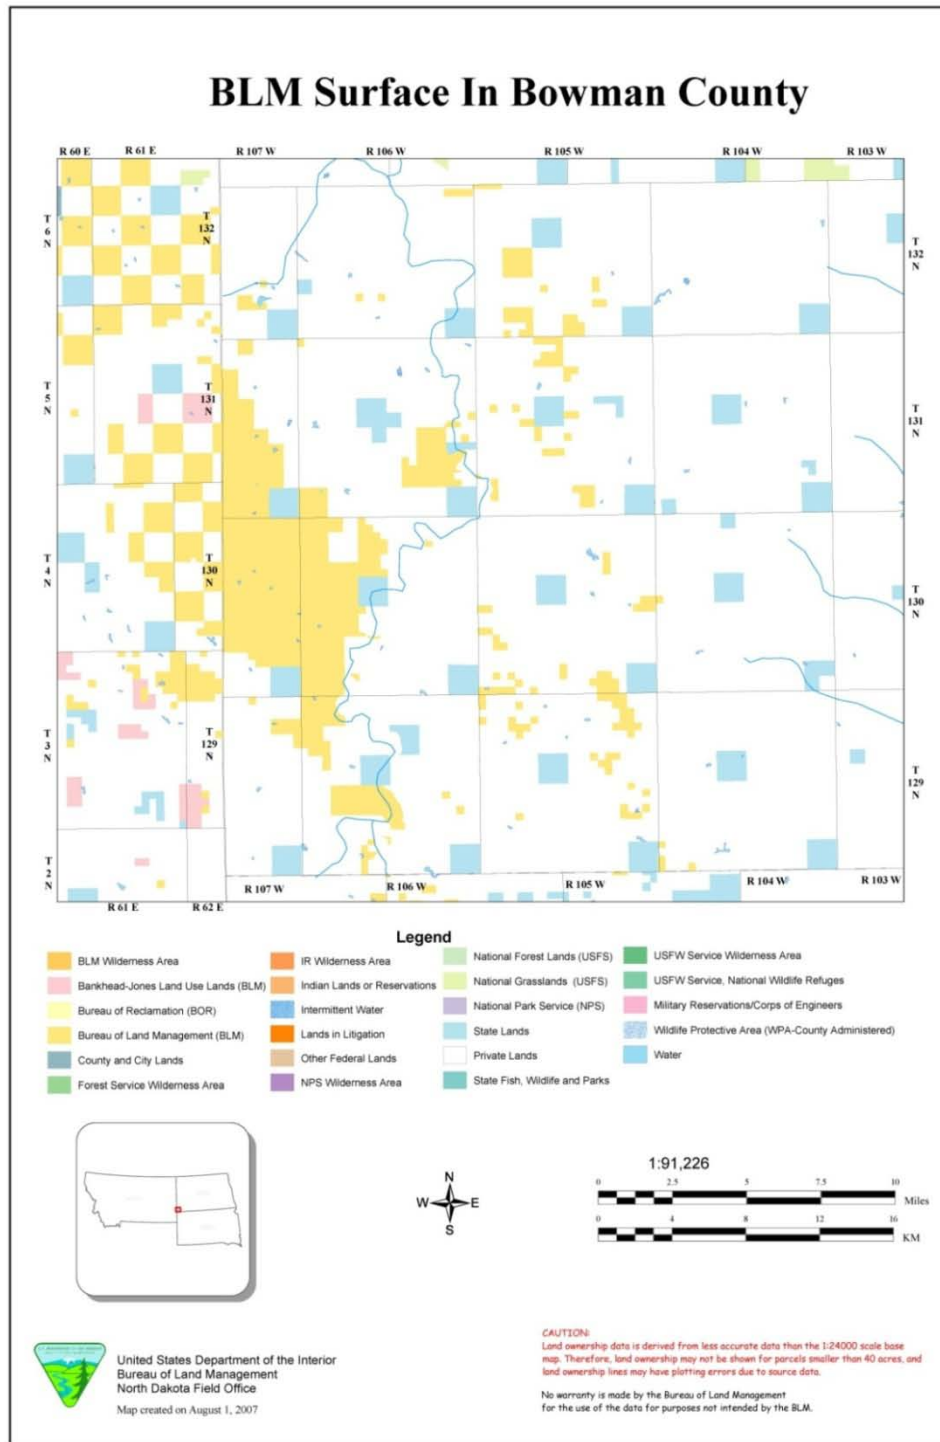 BLM Surface In Bowman County
R 60 E R 61 E R 107 W R 106 W R 105 W R 104 W R 103 W
T
6
N
T
132
N
T
132
N
T
5
N
T
131
N
T
131
N
T
4
N
T
130
N
T
130
N
T
3
N
T
129
N
T
129
N
T
2
N
R 107 W R 106 W R 105 W R 104 W R 103 W
R 61 E R 62 E
Legend
BLM Wilderness Area
Bankhead-Jones Land Use Lands (BLM)
Bureau of Reclamation (BOR)
Bureau of Land Management (BLM)
County and City Lands
Forest Service Wilderness Area
IR Wilderness Area
Indian Lands or Reservations
Intermittent Water
Lands in Litigation
Other Federal Lands
NPS Wilderness Area
National Forest Lands (USFS)
National Grasslands (USFS)
National Park Service (NPS)
State Lands
Private Lands
State Fish, Wildlife and Parks
USFW Service Wilderness Area
USFW Service, National Wildlife Refuges
Military Reservations/Corps of Engineers
Wildlife Protective Area (WPA-County Administered)
Water
N
W E
S
1:91,226
0 2.5 5 7.5 10
Miles
0 4 8 12 16
KM
United States Department of the Interior
Bureau of Land Management
North Dakota Field Office
Map created on August 1, 2007
CAUTION:
Land ownership data is derived from less accurate data than the 1:24000 scale base
map. Therefore, land ownership may not be shown for parcels smaller than 40 acres, and
land ownership lines may have plotting errors due to source data.
No warranty is made by the Bureau of Land Management
for the use of the data for purposes not intended by the BLM.